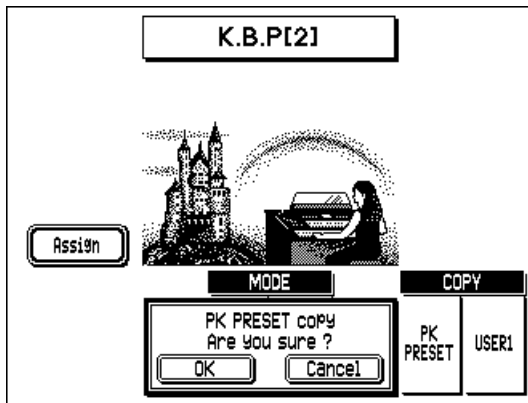 K.B.P[2]
Assign
MODE
COPY
PK PRESET copy
Are you sure ?
OK
Cancel
PK
PRESET
USER1